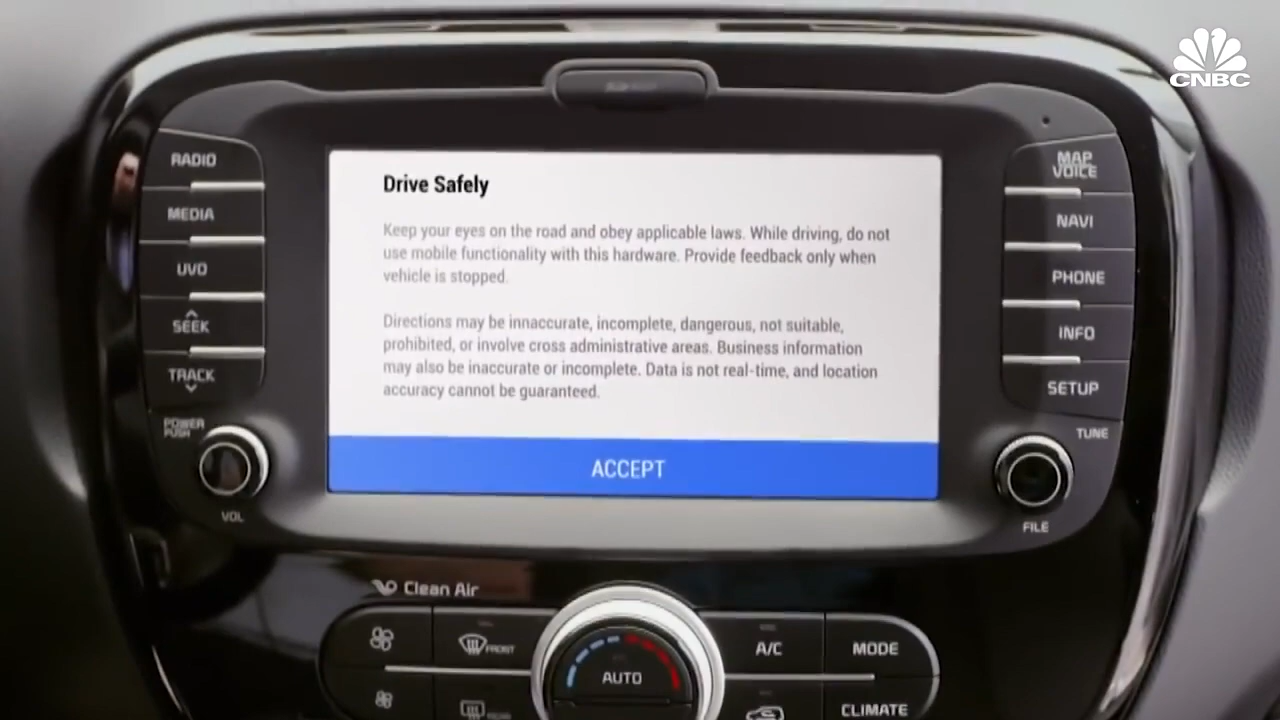 CNBC
RADIO
MEDIA
UVO
SEEK
TRACK
POWER
PUSH
VOL
Drive Safely
Keep your eyes on the road and obey applicable laws. While driving, do not
use mobile functionality with this hardware. Provide feedback only when
vehicle is stopped.
Directions may be innaccurate, incomplete, dangerous, not suitable,
prohibited, or involve cross administrative areas. Business information
may also be inaccurate or incomplete. Data is not real-time, and location
accuracy cannot be guaranteed.
ACCEPT
MAP
VOICE
NAVI
PHONE
INFO
SETUP
TUNE
FILE
Clean Air
FRONT
AUTO
A/C
MODE
CLIMATE